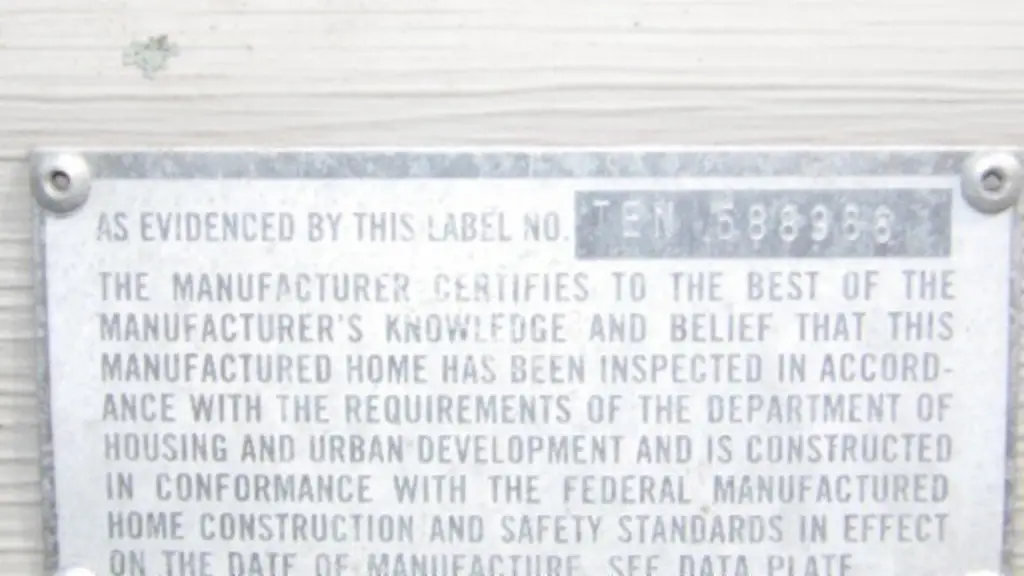 AS EVIDENCED BY THIS LABEL NO. TEN
THE MANUFACTURER CERTIFIES TO THE BEST OF THE
MANUFACTURER'S KNOWLEDGE AND BELIEF THAT THIS
MANUFACTURED HOME HAS BEEN INSPECTED IN ACCORD-
ANCE WITH THE REQUIREMENTS OF THE DEPARTMENT OF
HOUSING AND URBAN DEVELOPMENT AND IS CONSTRUCTED
IN CONFORMANCE WITH THE FEDERAL MANUFACTURED
HOME CONSTRUCTION AND SAFETY STANDARDS IN EFFECT
ON THE DATE OF MANUFACTURE. SEE DATA PLATE